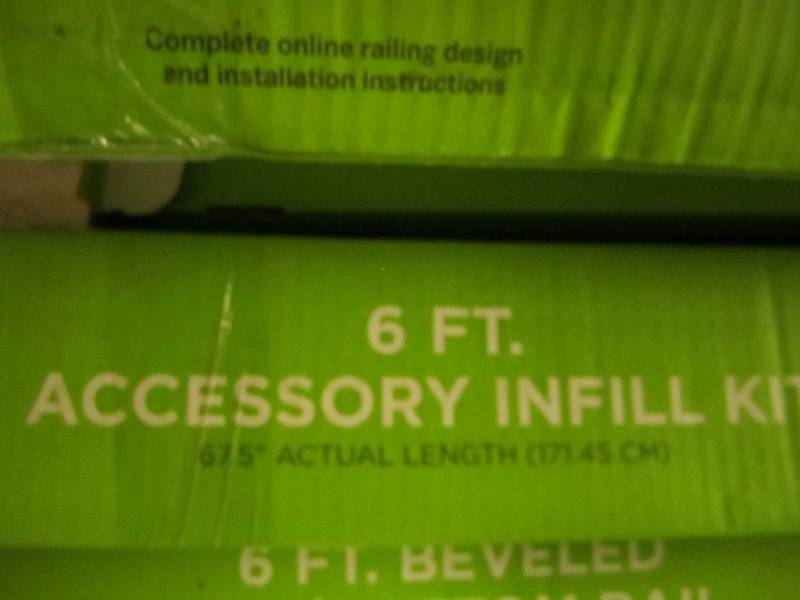 Complete online railing design
and installation instructions
6 FT.
ACCESSORY INFILL KIT
67.5" ACTUAL LENGTH (171.45 CM)
6 FT. BEVELED